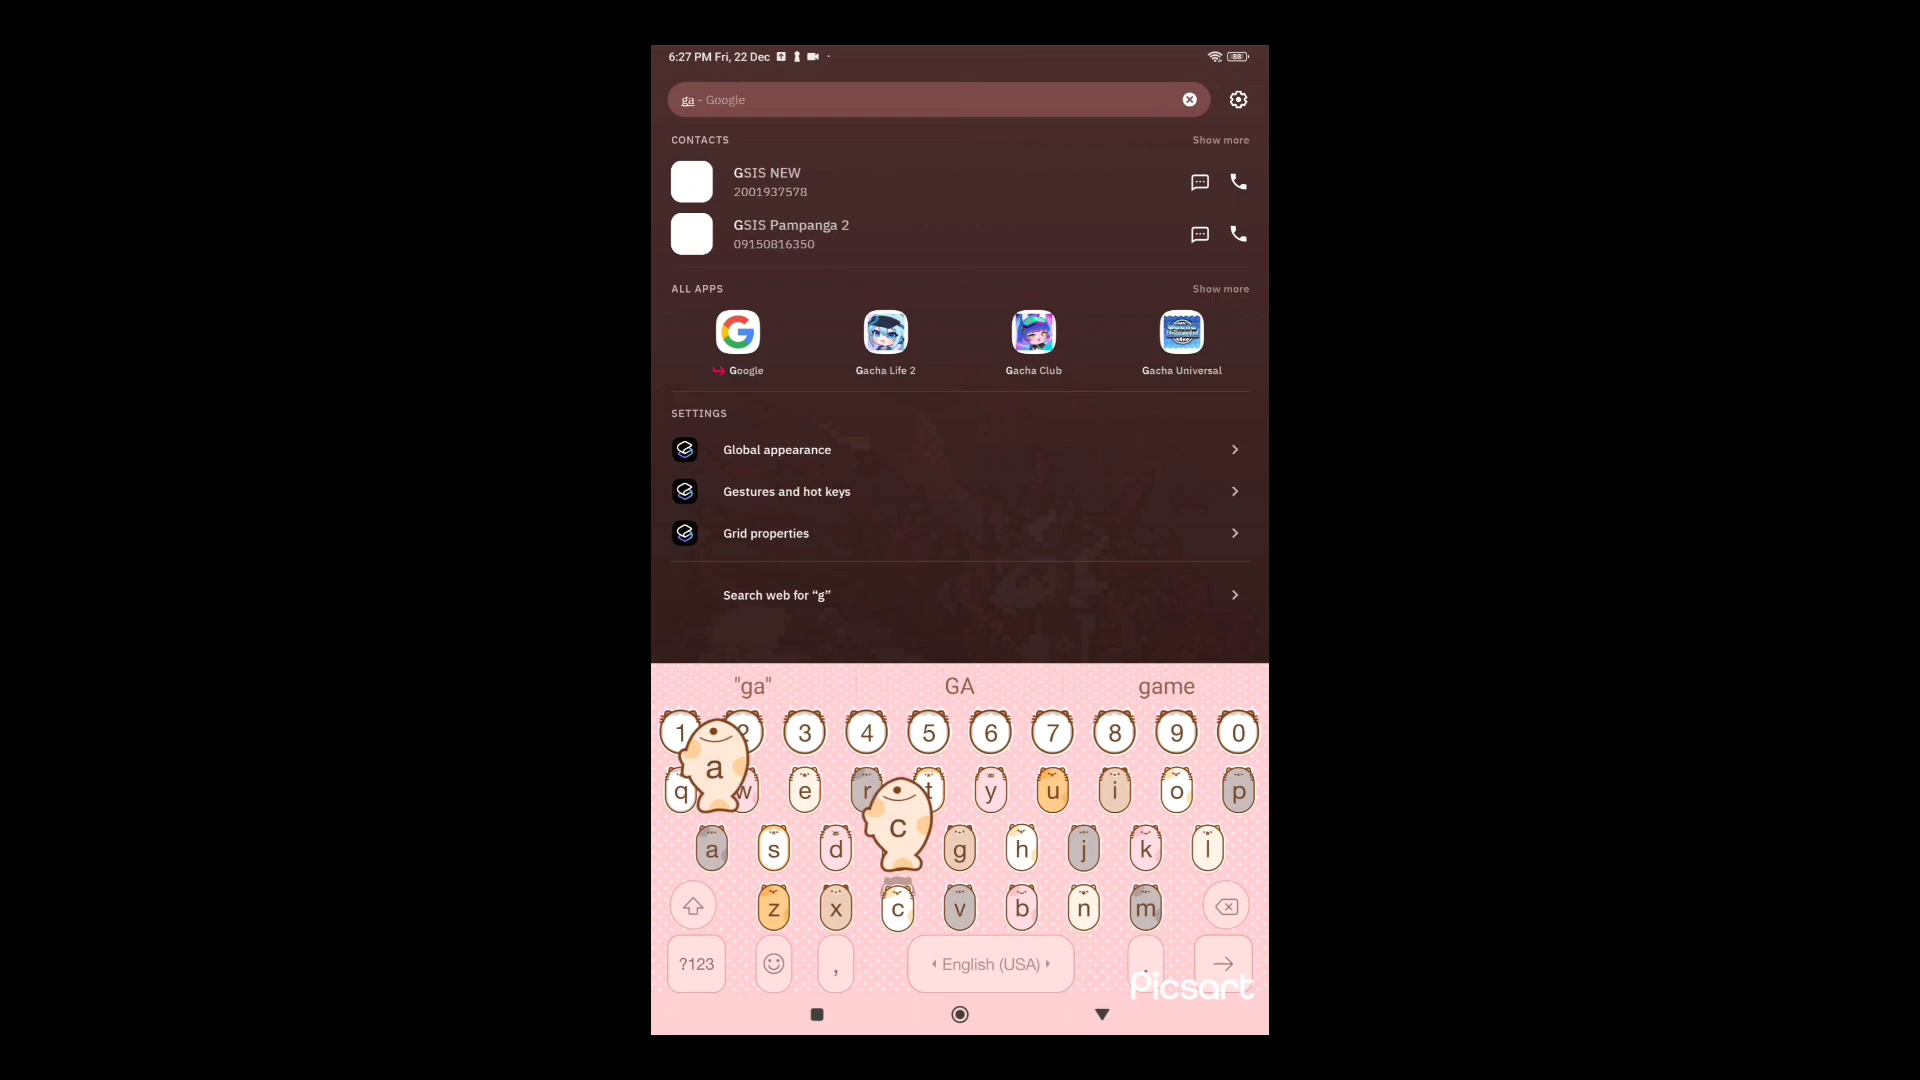 6:27 PM Fri, 22 Dec
88
ga - Google
CONTACTS
Show more
GSIS NEW
2001937578
GSIS Pampanga 2
09150816350
ALL APPS
Show more
Google
Gacha Life 2
Gacha Club
Gacha Universal
SETTINGS
Global appearance
Gestures and hot keys
Grid properties
Search web for “g”
"ga"
GA
game
1 2 3 4 5 6 7 8 9 0
a
q w e r t y u i o p
c
a s d g h j k l
z x c v b n m
?123 , English (USA) .
Picsart